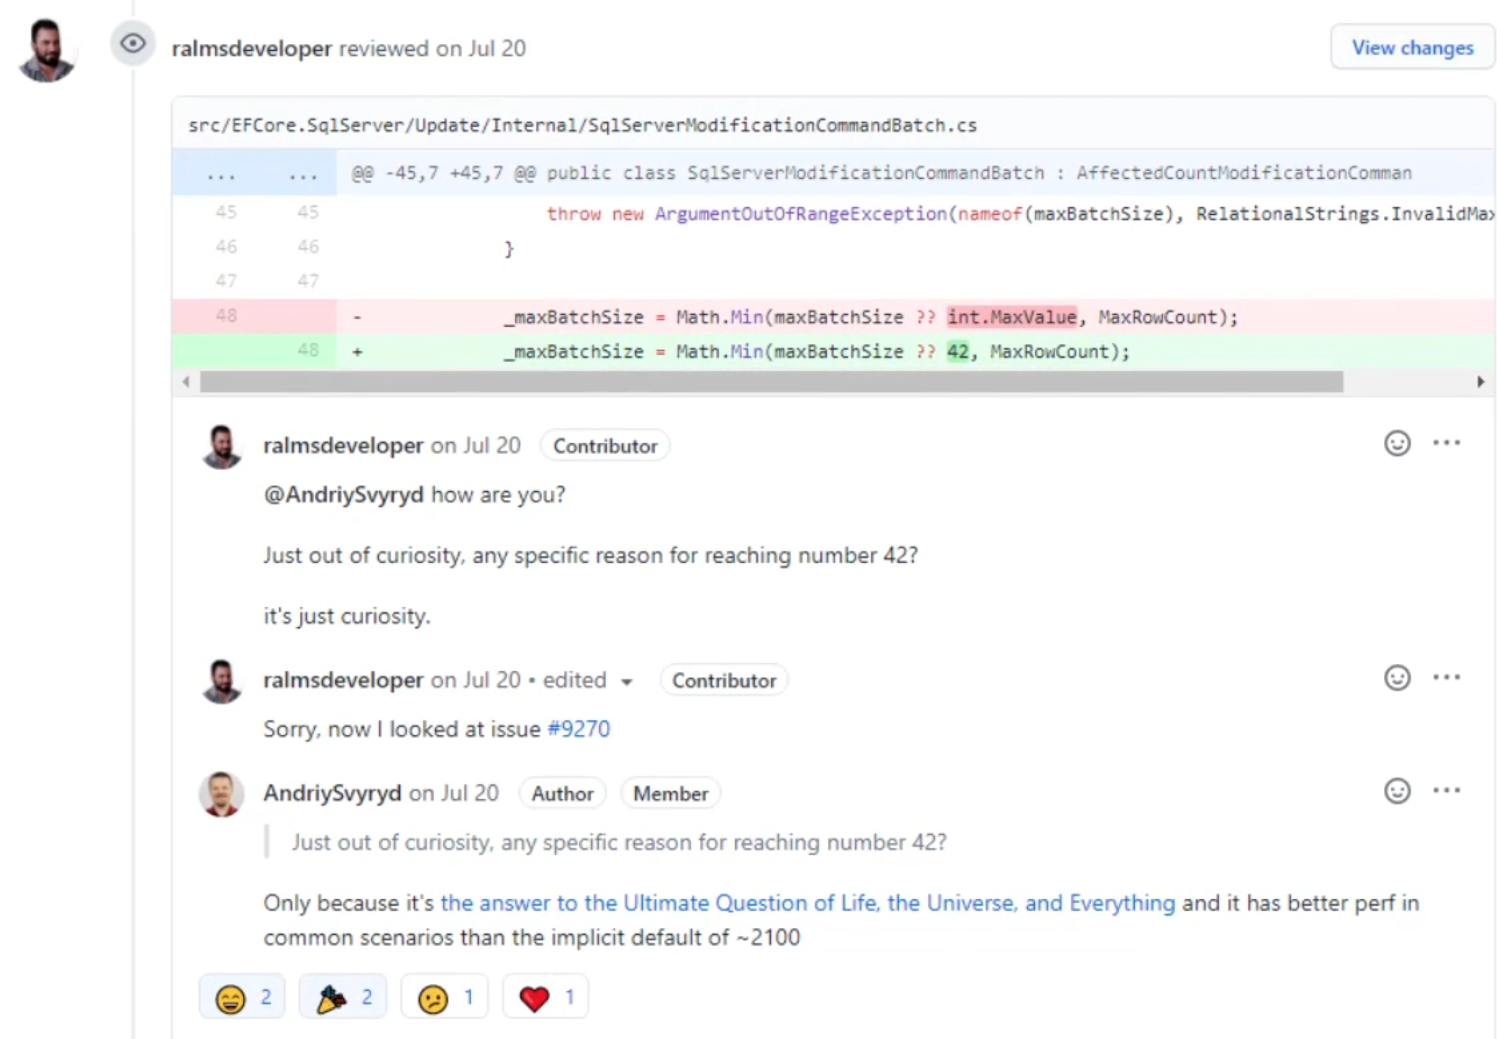 ralmsdeveloper reviewed on Jul 20
View changes
src/EFCore.SqlServer/Update/Internal/SqlServerModificationCommandBatch.cs
... ... @@ -45,7 +45,7 @@ public class SqlServerModificationCommandBatch : AffectedCountModificationComman
45 45 throw new ArgumentOutOfRangeException(nameof(maxBatchSize), RelationalStrings.InvalidMax
46 46 }
47 47
48 - _maxBatchSize = Math.Min(maxBatchSize ?? int.MaxValue, MaxRowCount);
48 + _maxBatchSize = Math.Min(maxBatchSize ?? 42, MaxRowCount);
ralmsdeveloper on Jul 20 Contributor
@AndriySvyryd how are you?
Just out of curiosity, any specific reason for reaching number 42?
it's just curiosity.
ralmsdeveloper on Jul 20 • edited Contributor
Sorry, now I looked at issue #9270
AndriySvyryd on Jul 20 Author Member
Just out of curiosity, any specific reason for reaching number 42?
Only because it's the answer to the Ultimate Question of Life, the Universe, and Everything and it has better perf in
common scenarios than the implicit default of ~2100
2 2 1 1